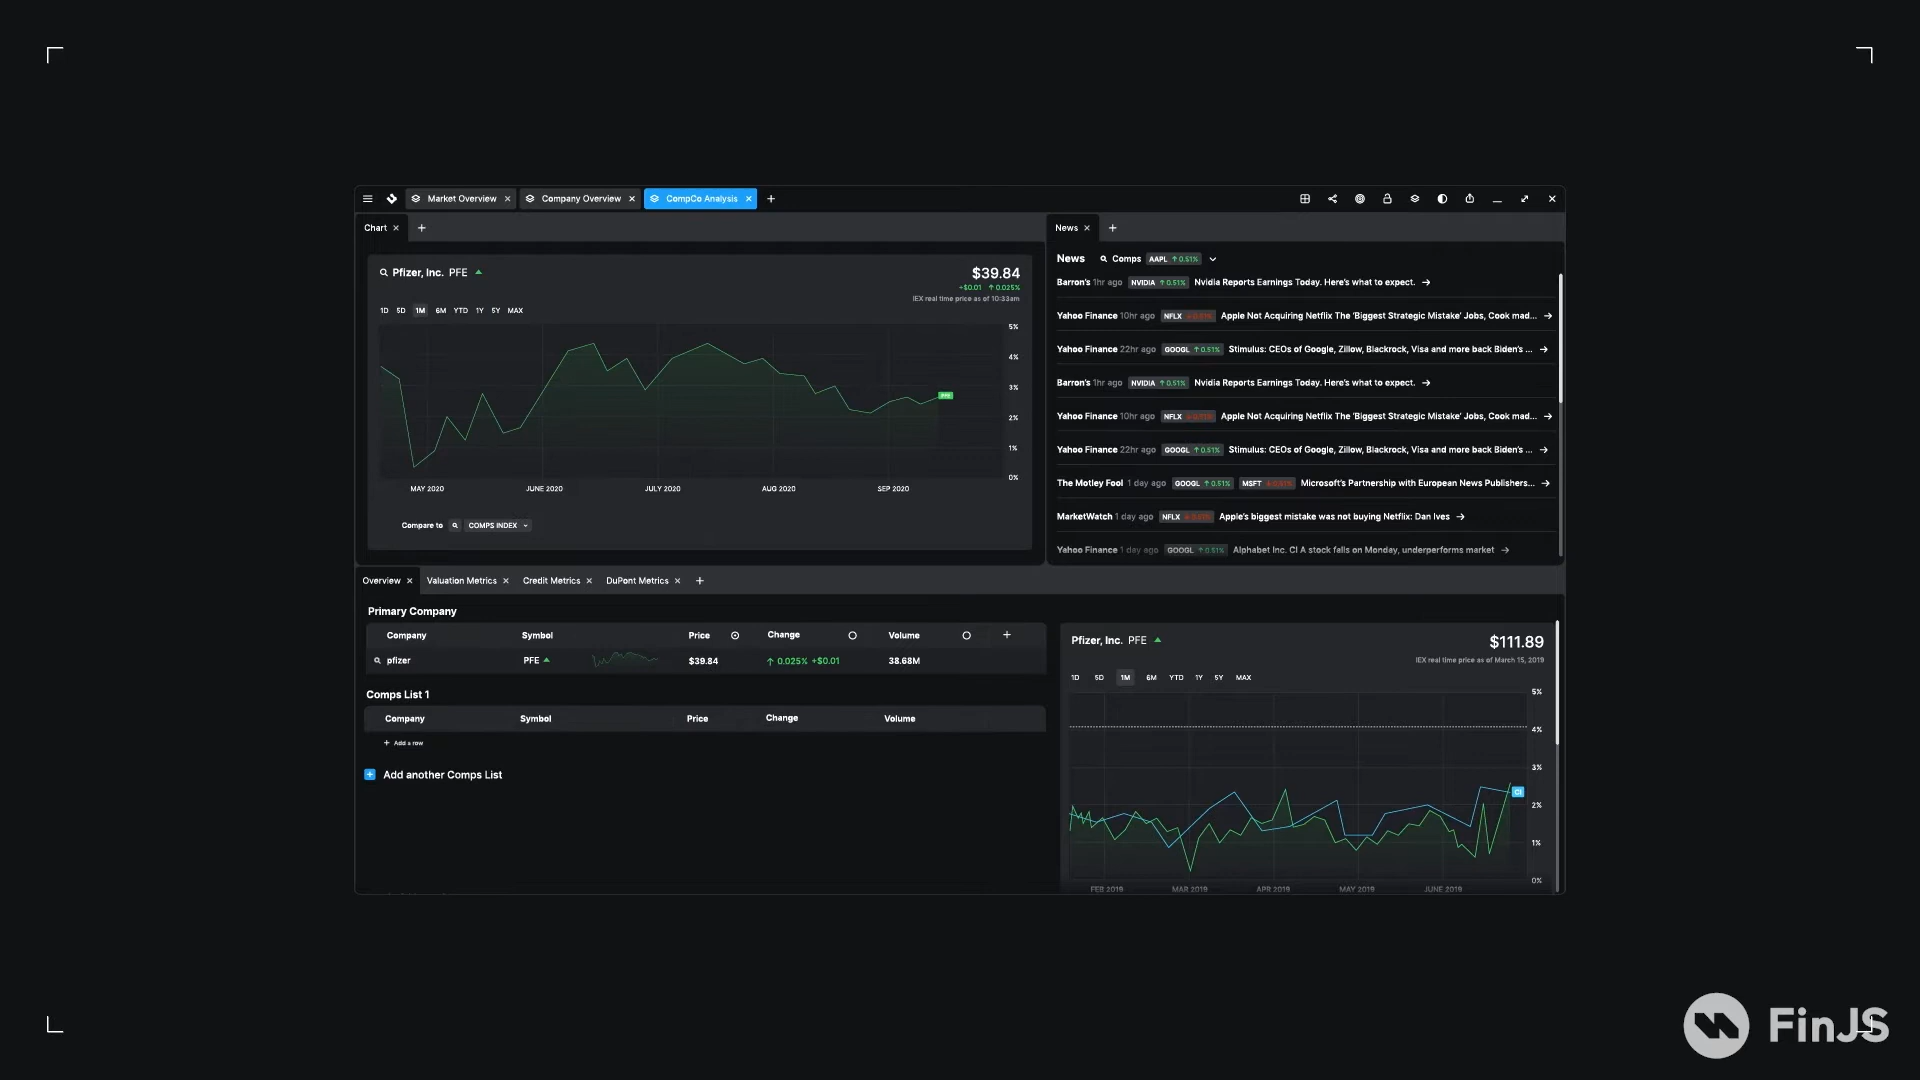 Market Overview
Company Overview
CompCo Analysis
Chart
Pfizer, Inc. PFE
$39.84
+$0.01 ↑ 0.025%
IEX real time price as of 10:33am
1D 5D 1M 6M YTD 1Y 5Y MAX
5%
4%
3%
2%
1%
0%
PFE
MAY 2020 JUNE 2020 JULY 2020 AUG 2020 SEP 2020
Compare to COMPS INDEX
News
News Comps AAPL ↑ 0.51%
Barron's 1hr ago NVIDIA ↑ 0.51% Nvidia Reports Earnings Today. Here's what to expect. →
Yahoo Finance 10hr ago NFLX Apple Not Acquiring Netflix The 'Biggest Strategic Mistake' Jobs, Cook mad... →
Yahoo Finance 22hr ago GOOGL ↑ 0.51% Stimulus: CEOs of Google, Zillow, Blackrock, Visa and more back Biden's ... →
Barron's 1hr ago NVIDIA ↑ 0.51% Nvidia Reports Earnings Today. Here's what to expect. →
Yahoo Finance 10hr ago NFLX Apple Not Acquiring Netflix The 'Biggest Strategic Mistake' Jobs, Cook mad... →
Yahoo Finance 22hr ago GOOGL ↑ 0.51% Stimulus: CEOs of Google, Zillow, Blackrock, Visa and more back Biden's ... →
The Motley Fool 1 day ago GOOGL ↑ 0.51% MSFT Microsoft's Partnership with European News Publishers... →
MarketWatch 1 day ago NFLX Apple's biggest mistake was not buying Netflix: Dan Ives →
Yahoo Finance 1 day ago GOOGL ↑ 0.51% Alphabet Inc. Cl A stock falls on Monday, underperforms market →
Overview Valuation Metrics Credit Metrics DuPont Metrics
Primary Company
Company Symbol Price Change Volume
pfizer PFE $39.84 ↑ 0.025% +$0.01 38.68M
Comps List 1
Company Symbol Price Change Volume
+ Add a row
+ Add another Comps List
Pfizer, Inc. PFE
$111.89
IEX real time price as of March 15, 2019
1D 5D 1M 6M YTD 1Y 5Y MAX
5%
4%
3%
2%
1%
0%
CI
FEB 2019 MAR 2019 APR 2019 MAY 2019 JUNE 2019
FinJS